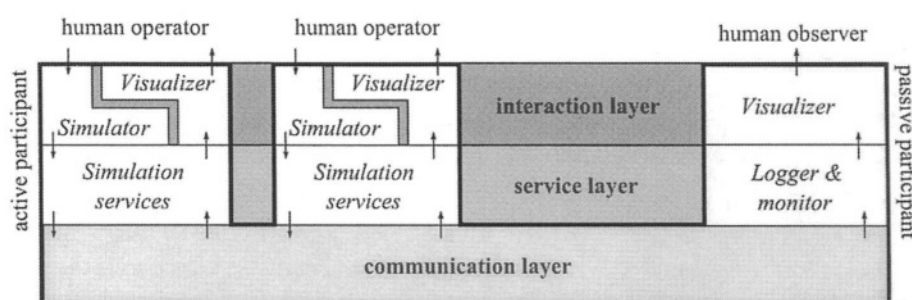 human operator
human operator
human observer
active participant
Visualizer
Simulator
Simulation
services
Visualizer
Simulator
Simulation
services
interaction layer
service layer
Visualizer
Logger &
monitor
passive participant
communication layer